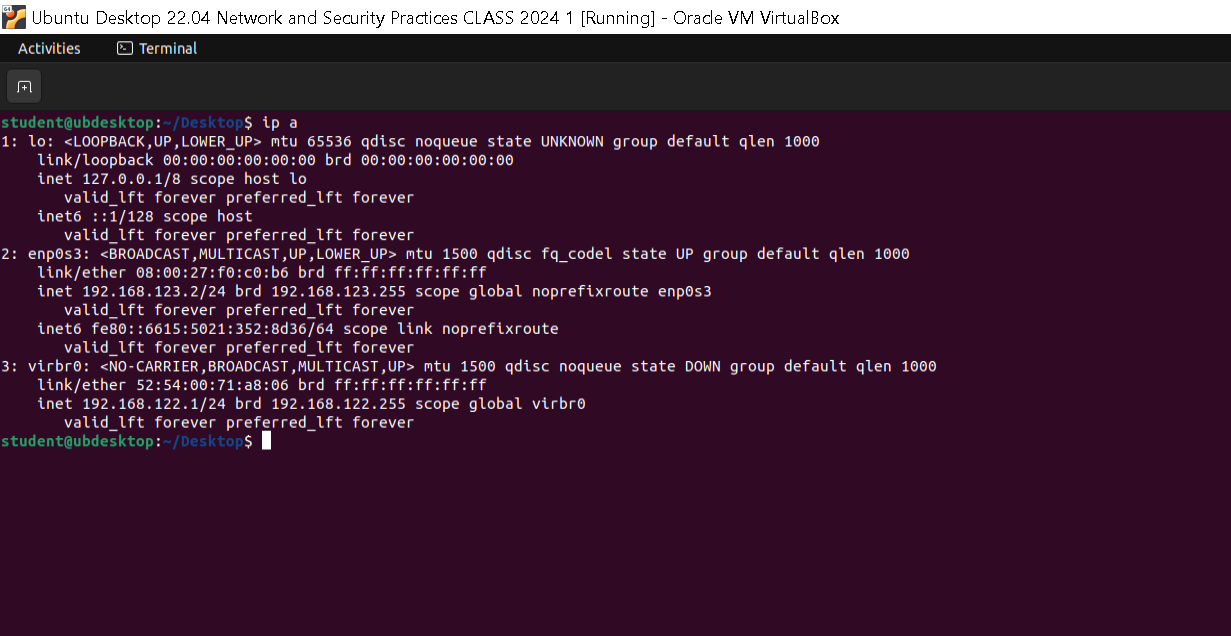 Ubuntu Desktop 22.04 Network and Security Practices CLASS 2024 1 [Running] - Oracle VM VirtualBox
Activities Terminal
student@ubdesktop:~/Desktop$ ip a
1: lo: <LOOPBACK,UP,LOWER_UP> mtu 65536 qdisc noqueue state UNKNOWN group default qlen 1000
    link/loopback 00:00:00:00:00:00 brd 00:00:00:00:00:00
    inet 127.0.0.1/8 scope host lo
       valid_lft forever preferred_lft forever
    inet6 ::1/128 scope host
       valid_lft forever preferred_lft forever
2: enp0s3: <BROADCAST,MULTICAST,UP,LOWER_UP> mtu 1500 qdisc fq_codel state UP group default qlen 1000
    link/ether 08:00:27:f0:c0:b6 brd ff:ff:ff:ff:ff:ff
    inet 192.168.123.2/24 brd 192.168.123.255 scope global noprefixroute enp0s3
       valid_lft forever preferred_lft forever
    inet6 fe80::6615:5021:352:8d36/64 scope link noprefixroute
       valid_lft forever preferred_lft forever
3: virbr0: <NO-CARRIER,BROADCAST,MULTICAST,UP> mtu 1500 qdisc noqueue state DOWN group default qlen 1000
    link/ether 52:54:00:71:a8:06 brd ff:ff:ff:ff:ff:ff
    inet 192.168.122.1/24 brd 192.168.122.255 scope global virbr0
       valid_lft forever preferred_lft forever
student@ubdesktop:~/Desktop$